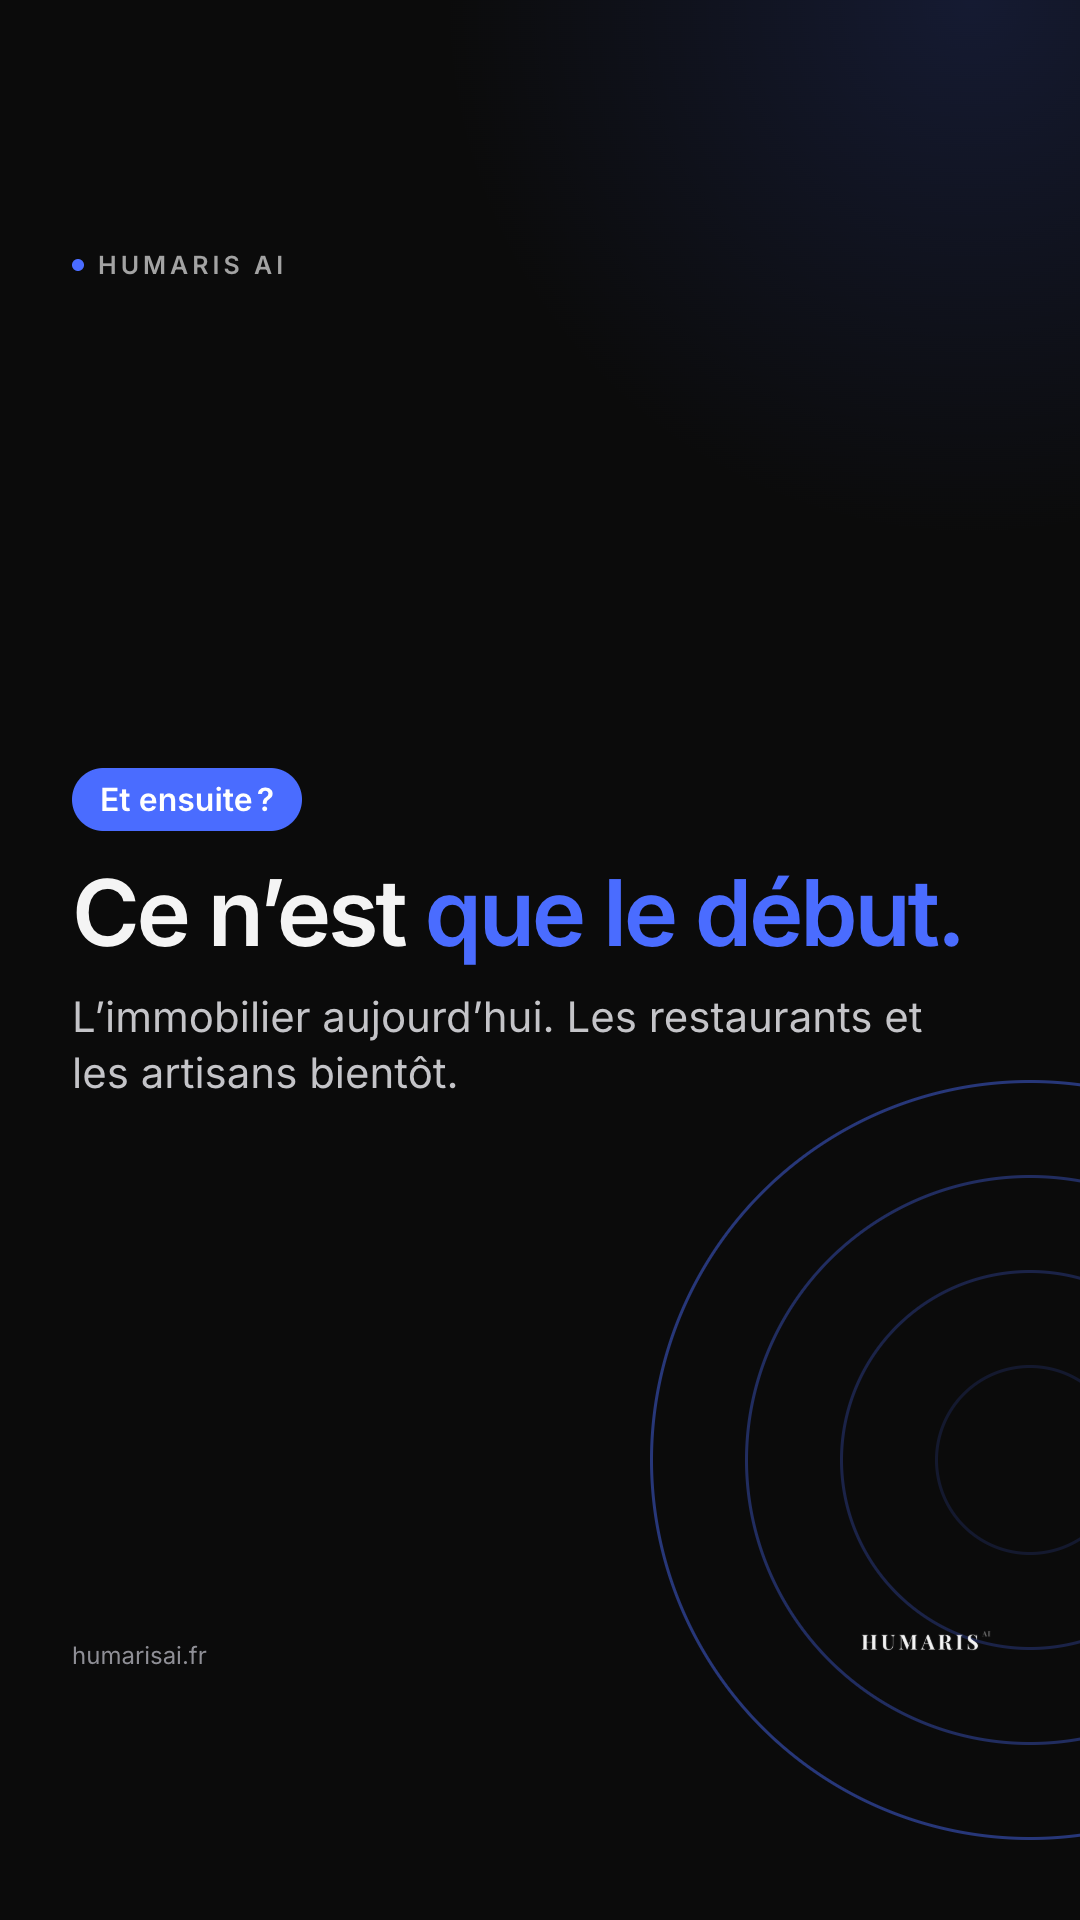 HUMARIS AI
Et ensuite ?
Ce n’est que le début.
L’immobilier aujourd’hui. Les restaurants et
les artisans bientôt.
humarisai.fr
HUMARIS AI